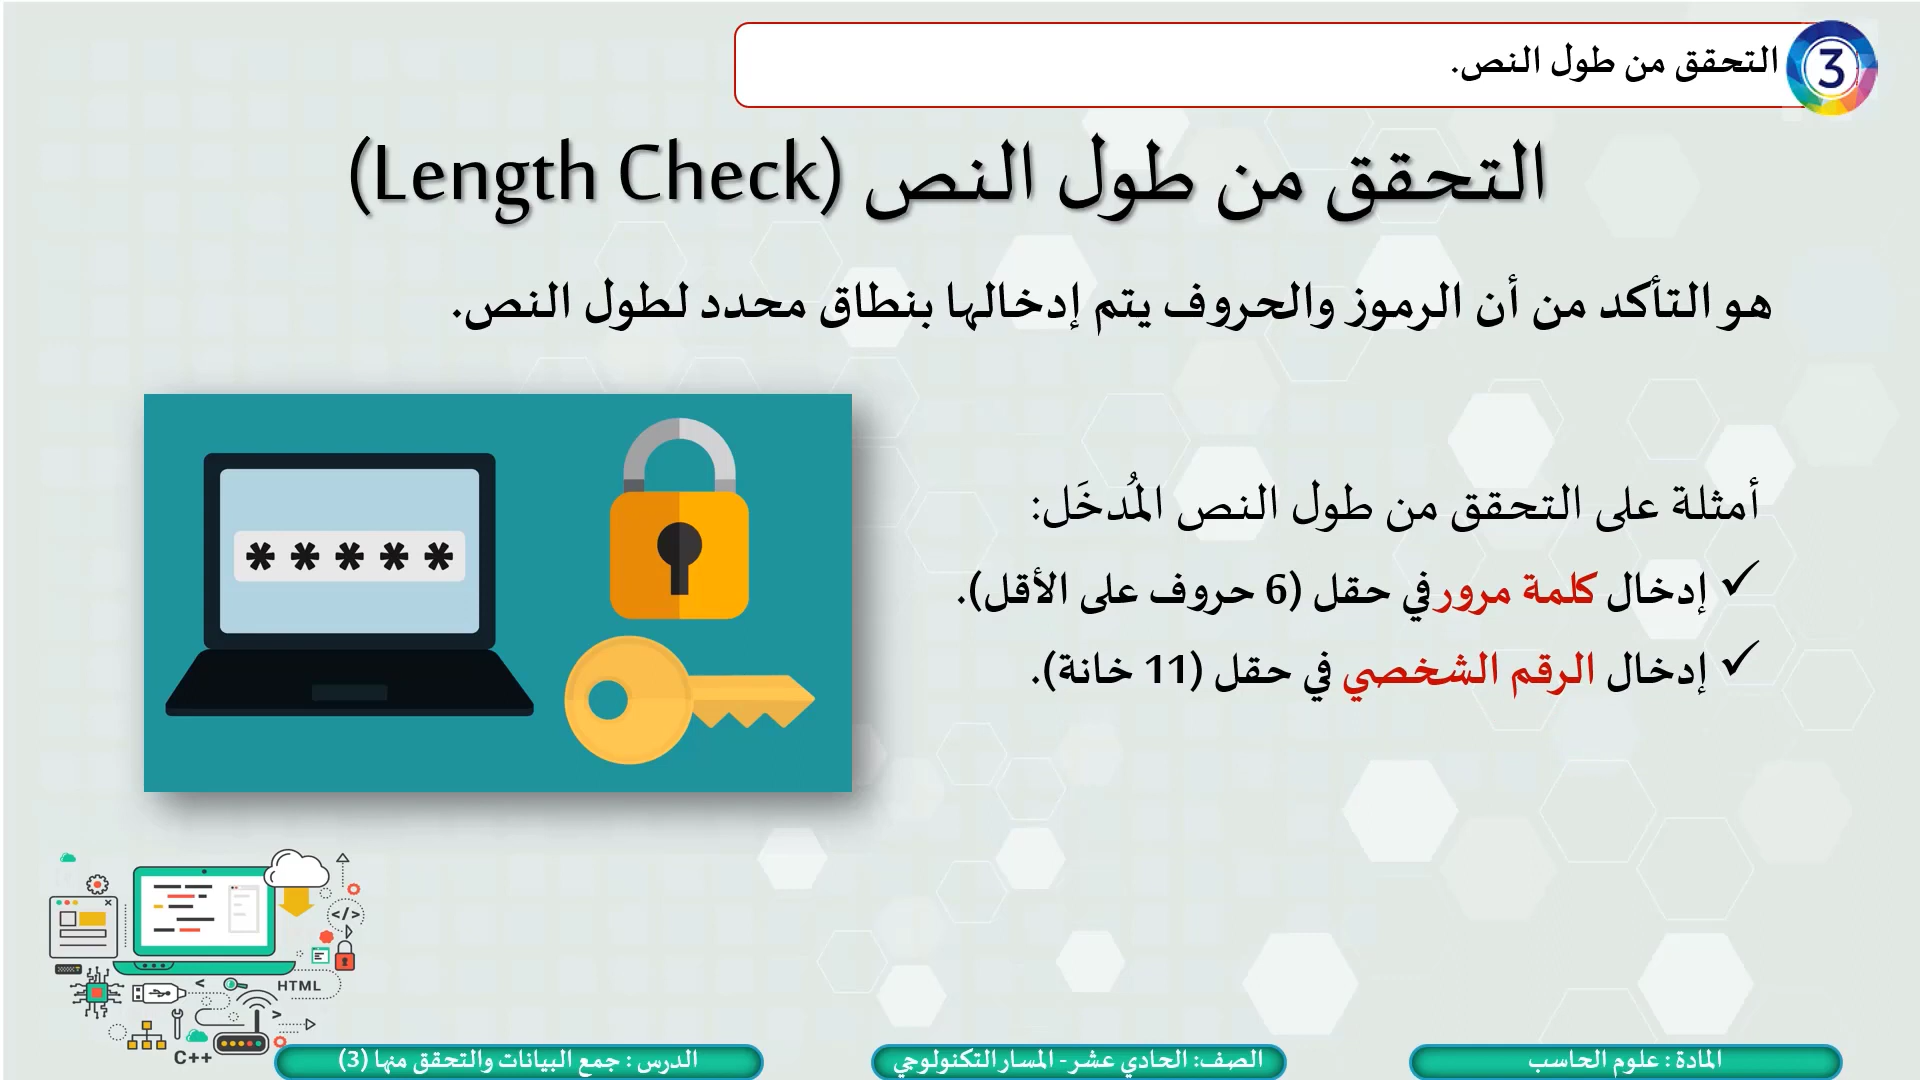 3
التحقق من طول النص.
التحقق من طول النص (Length Check)
هو التأكد من أن الرموز والحروف يتم إدخالها بنطاق محدد لطول النص.
* * * * *
أمثلة على التحقق من طول النص المُدخَل:
✓ إدخال كلمة مرور في حقل (6 حروف على الأقل).
✓ إدخال الرقم الشخصي في حقل (11 خانة).
</>
HTML
C++
المادة : علوم الحاسب
الصف: الحادي عشر- المسار التكنولوجي
الدرس : جمع البيانات والتحقق منها (3)